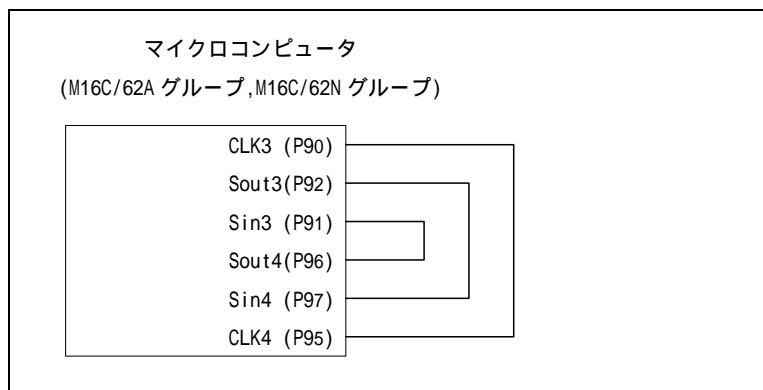 マイクロコンピュータ
(M16C/62A グループ,M16C/62N グループ)
CLK3 (P90)
Sout3(P92)
Sin3 (P91)
Sout4(P96)
Sin4 (P97)
CLK4 (P95)